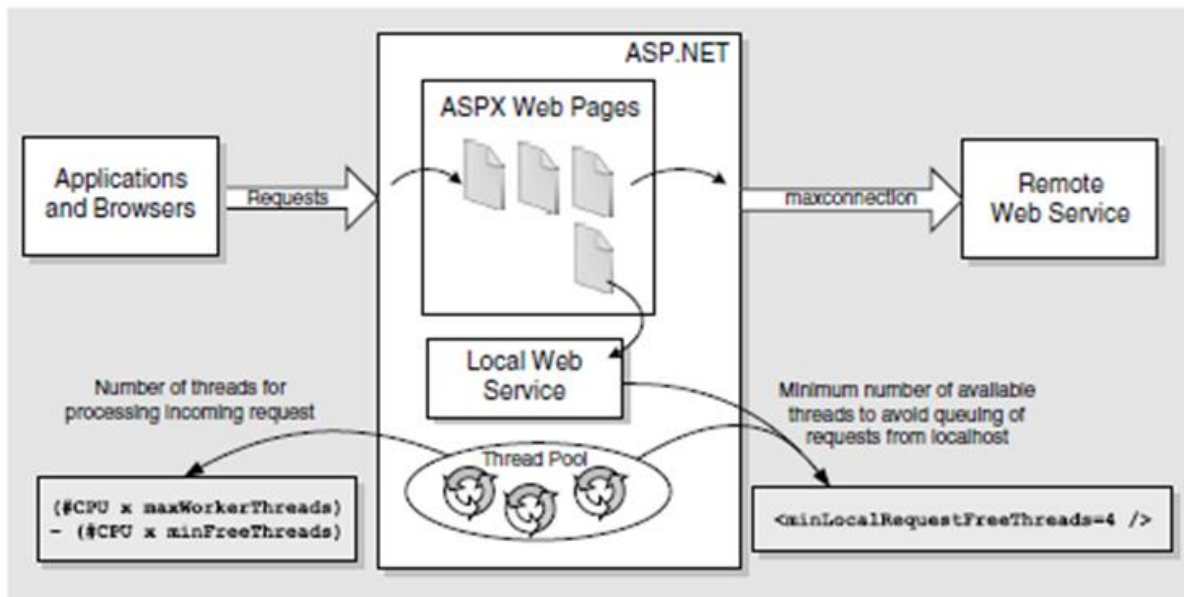 ASP.NET
ASPX Web Pages
Applications
and Browsers
Requests
maxconnection
Remote
Web Service
Local Web
Service
Number of threads for
processing incoming request
Minimum number of available
threads to avoid queuing of
requests from localhost
Thread Pool
(#CPU x maxWorkerThreads)
- (#CPU x minFreeThreads)
<minLocalRequestFreeThreads=4 />